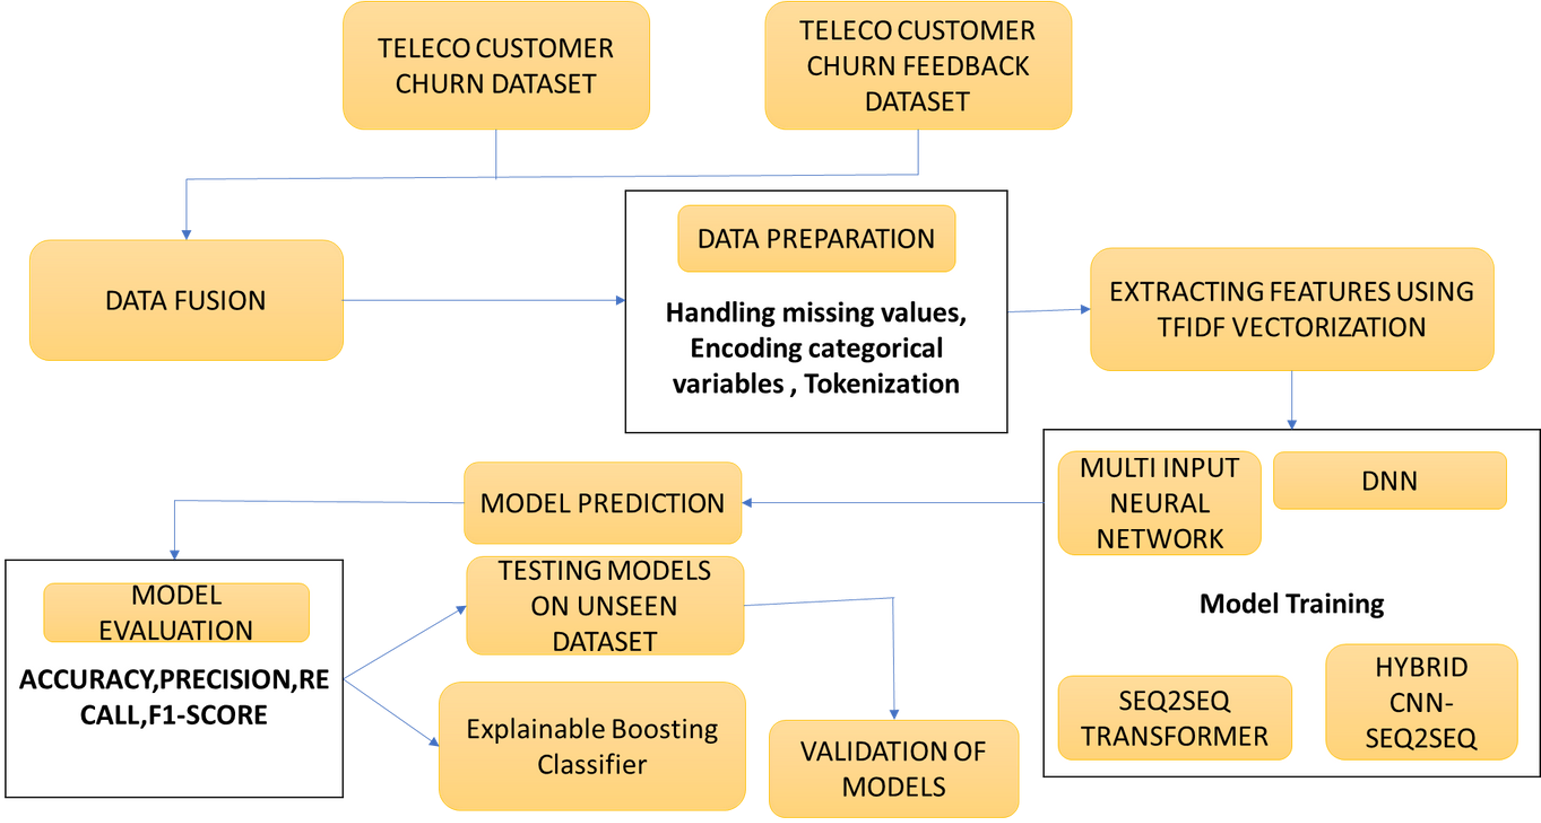 TELECO CUSTOMER
CHURN DATASET
TELECO CUSTOMER
CHURN FEEDBACK
DATASET
DATA FUSION
DATA PREPARATION
Handling missing values,
Encoding categorical
variables , Tokenization
EXTRACTING FEATURES USING
TFIDF VECTORIZATION
MULTI INPUT
NEURAL
NETWORK
DNN
Model Training
SEQ2SEQ
TRANSFORMER
HYBRID
CNN-
SEQ2SEQ
MODEL PREDICTION
MODEL
EVALUATION
ACCURACY,PRECISION,RE
CALL,F1-SCORE
TESTING MODELS
ON UNSEEN
DATASET
Explainable Boosting
Classifier
VALIDATION OF
MODELS